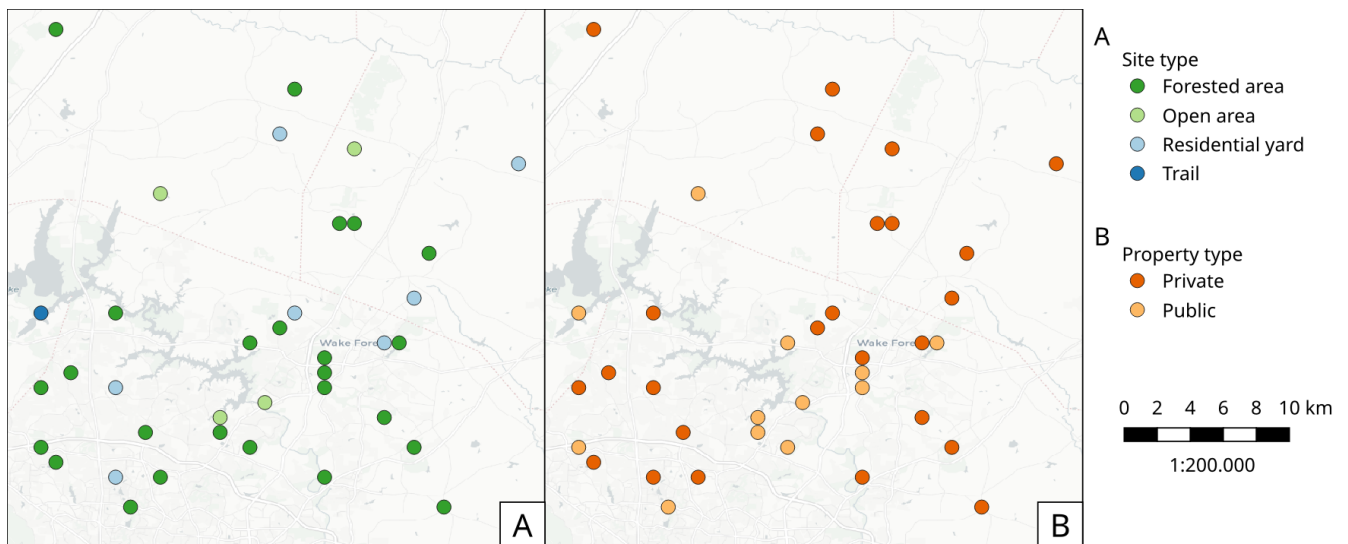 A
Site type
Forested area
Open area
Residential yard
Trail
B
Property type
Private
Public
0 2 4 6 8 10 km
1:200.000
Wake Fore
Wake Forest
A
B